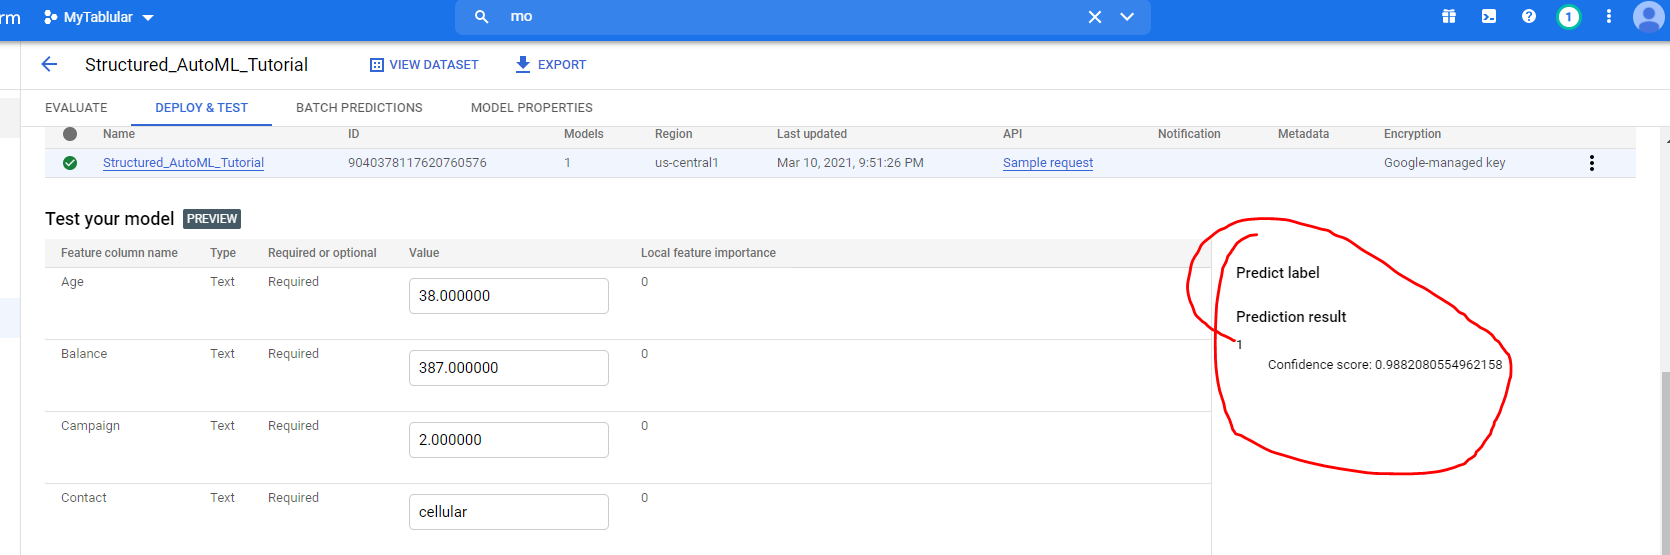 rm MyTablular mo 1
Structured_AutoML_Tutorial VIEW DATASET EXPORT
EVALUATE DEPLOY & TEST BATCH PREDICTIONS MODEL PROPERTIES
Name ID Models Region Last updated API Notification Metadata Encryption
Structured_AutoML_Tutorial 9040378117620760576 1 us-central1 Mar 10, 2021, 9:51:26 PM Sample request Google-managed key
Test your model PREVIEW
Feature column name Type Required or optional Value Local feature importance
Age Text Required 38.000000 0
Balance Text Required 387.000000 0
Campaign Text Required 2.000000 0
Contact Text Required cellular 0
Predict label
Prediction result
1
Confidence score: 0.9882080554962158